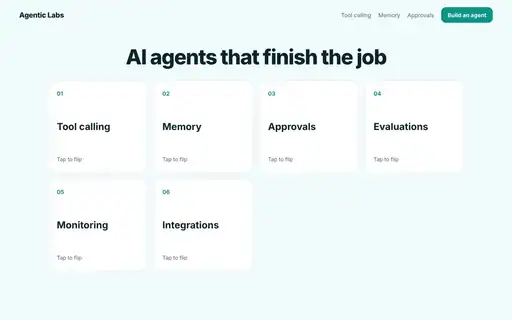 Agentic Labs
Tool calling Memory Approvals Build an agent
AI agents that finish the job
01
Tool calling
Tap to flip
02
Memory
Tap to flip
03
Approvals
Tap to flip
04
Evaluations
Tap to flip
05
Monitoring
Tap to flip
06
Integrations
Tap to flip